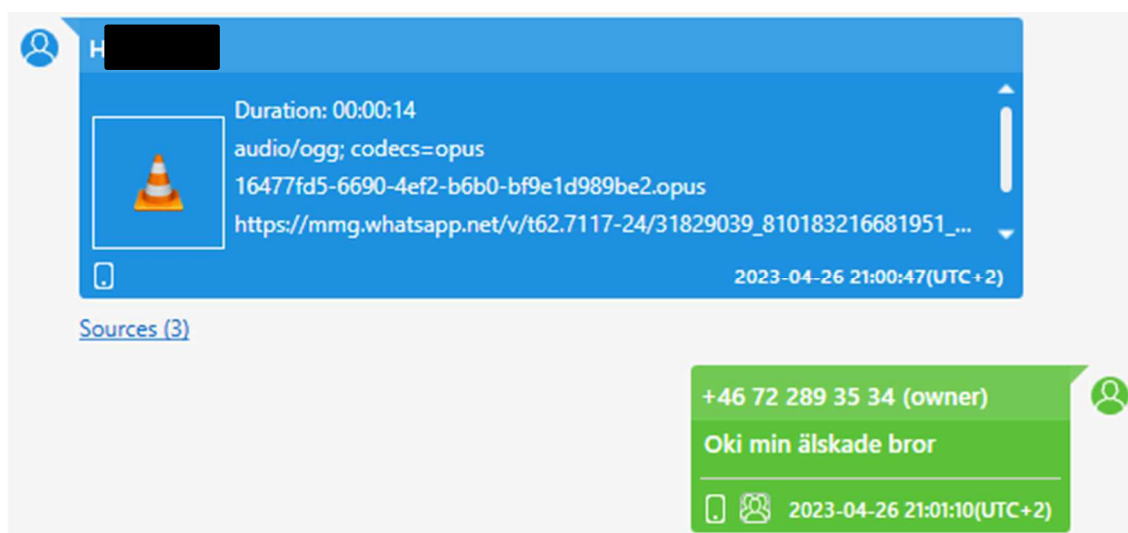 H
Duration: 00:00:14
audio/ogg; codecs=opus
16477fd5-6690-4ef2-b6b0-bf9e1d989be2.opus
https://mmg.whatsapp.net/v/t62.7117-24/31829039_810183216681951_...
2023-04-26 21:00:47(UTC+2)
Sources (3)
+46 72 289 35 34 (owner)
Oki min älskade bror
2023-04-26 21:01:10(UTC+2)